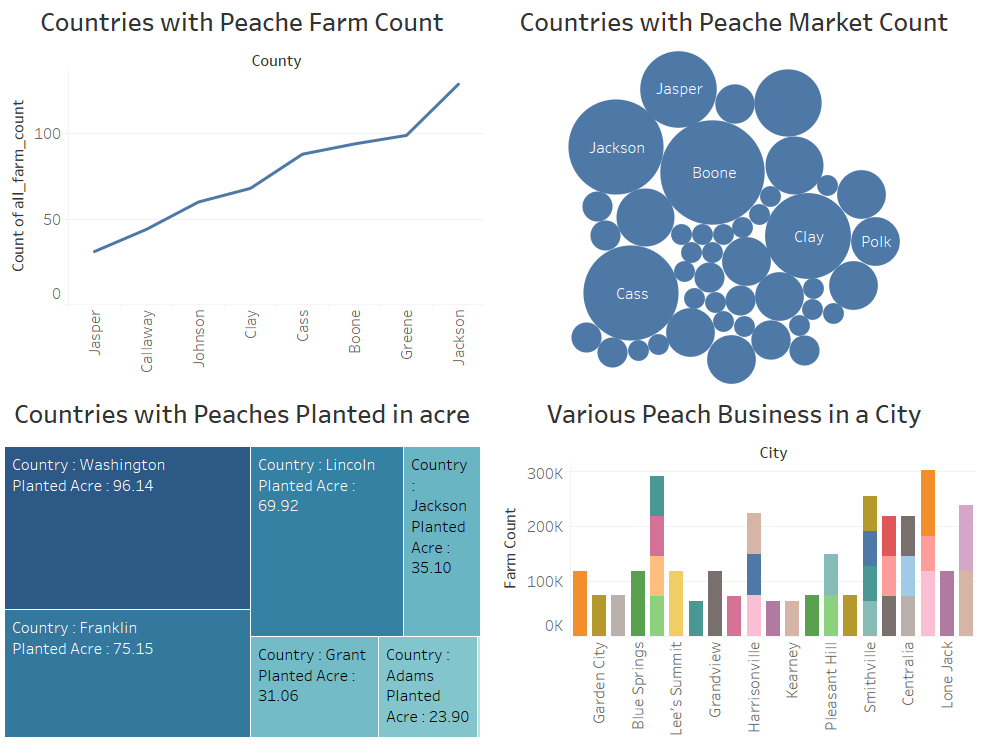 Countries with Peache Farm Count
County
Count of all_farm_count
100
50
0
Jasper
Callaway
Johnson
Clay
Cass
Boone
Greene
Jackson
Countries with Peache Market Count
Jasper
Jackson
Boone
Clay
Polk
Cass
Countries with Peaches Planted in acre
Country : Washington
Planted Acre : 96.14
Country : Franklin
Planted Acre : 75.15
Country : Lincoln
Planted Acre :
69.92
Country
:
Jackson
Planted
Acre :
35.10
Country : Grant
Planted Acre :
31.06
Country :
Adams
Planted
Acre : 23.90
Various Peach Business in a City
City
Farm Count
300K
200K
100K
0K
Garden City
Blue Springs
Lee's Summit
Grandview
Harrisonville
Kearney
Pleasant Hill
Smithville
Centralia
Lone Jack